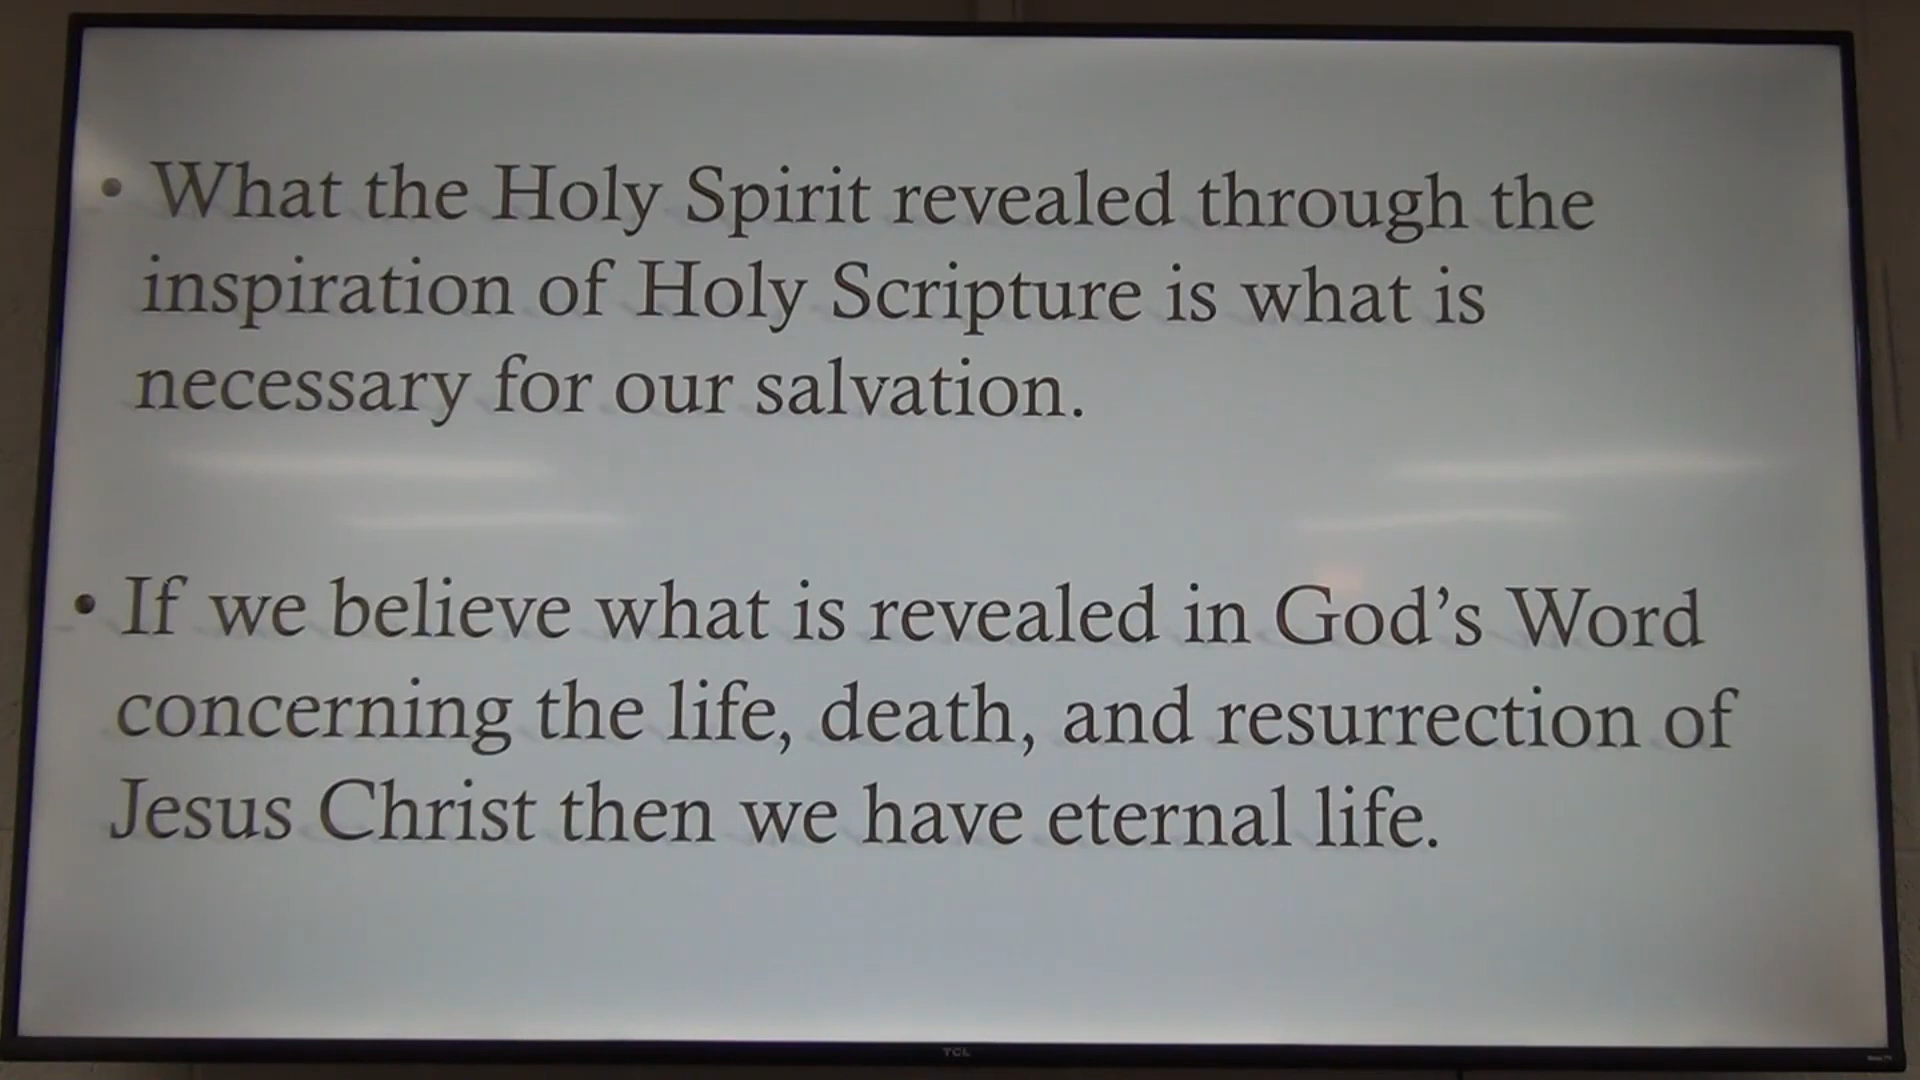 • What the Holy Spirit revealed through the
inspiration of Holy Scripture is what is
necessary for our salvation.
• If we believe what is revealed in God's Word
concerning the life, death, and resurrection of
Jesus Christ then we have eternal life.
TCL